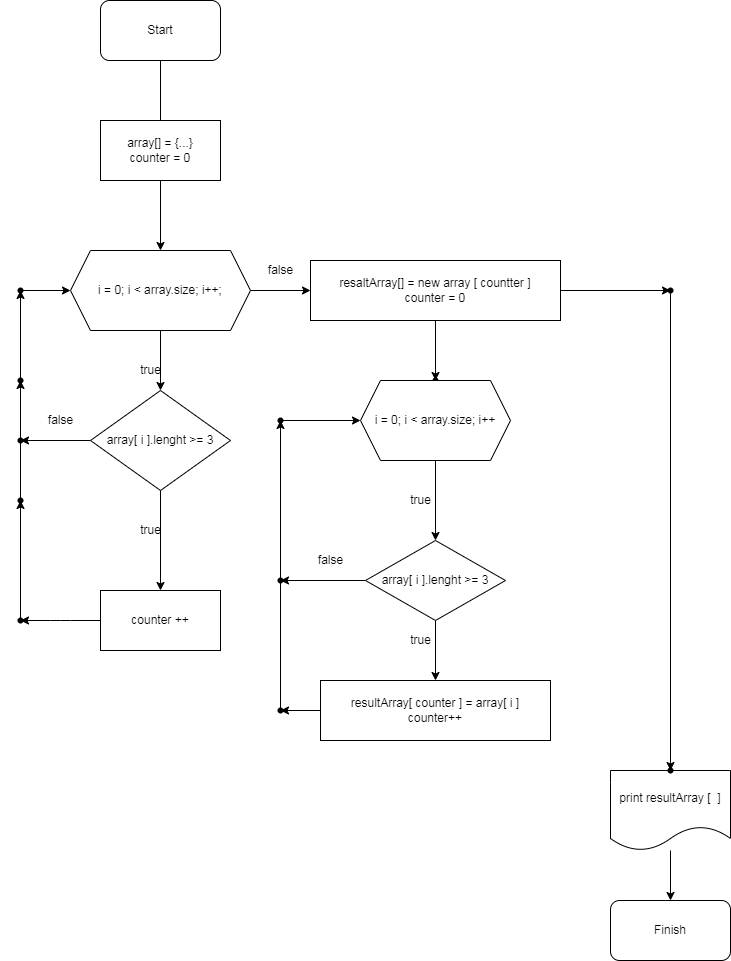 Start
array[] = {...}
counter = 0
i = 0; i < array.size; i++;
false
resaltArray[] = new array [ countter ]
counter = 0
true
false
array[ i ].lenght >= 3
i = 0; i < array.size; i++
true
true
false
array[ i ].lenght >= 3
counter ++
true
resultArray[ counter ] = array[ i ]
counter++
print resultArray [  ]
Finish